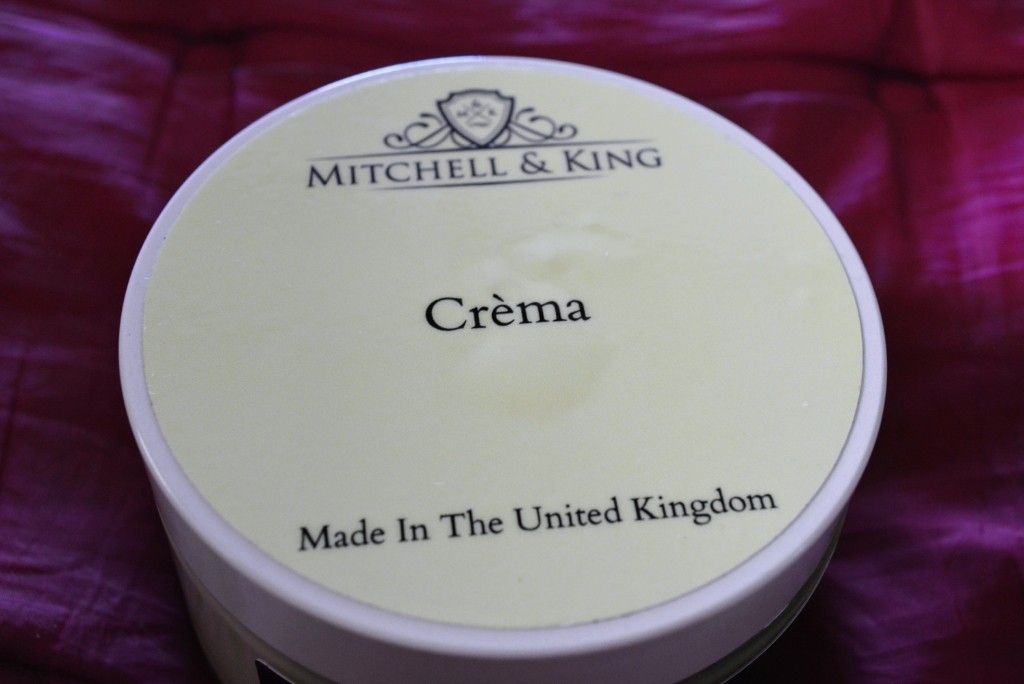 MITCHELL & KING
Crèma
Made In The United Kingdom